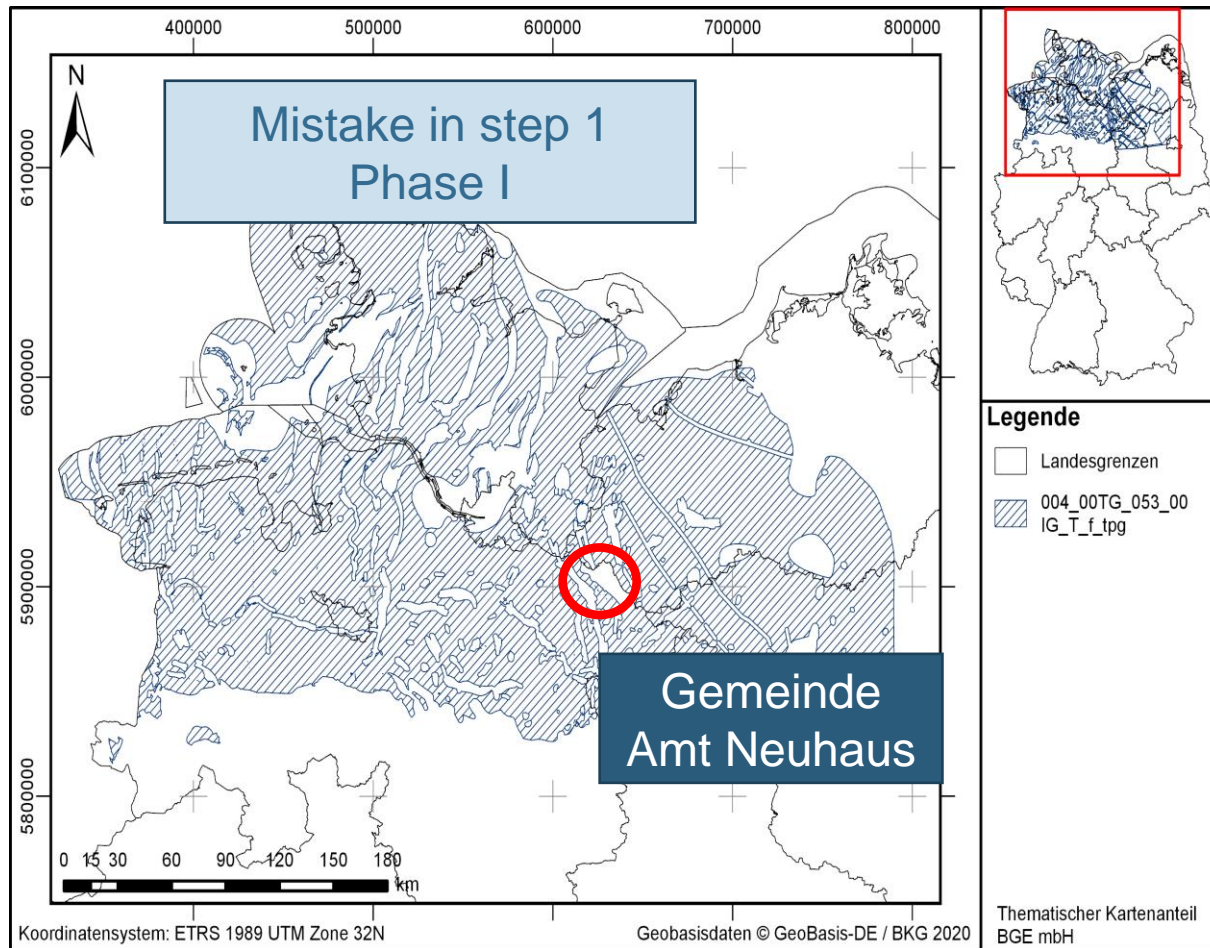 400000 500000 600000 700000 800000
N
Mistake in step 1
Phase I
6100000
6000000
5900000
5800000
Gemeinde
Amt Neuhaus
0 15 30 60 90 120 150 180
km
Koordinatensystem: ETRS 1989 UTM Zone 32N
Geobasisdaten © GeoBasis-DE / BKG 2020
Legende
Landesgrenzen
004_00TG_053_00
IG_T_f_tpg
Thematischer Kartenanteil
BGE mbH